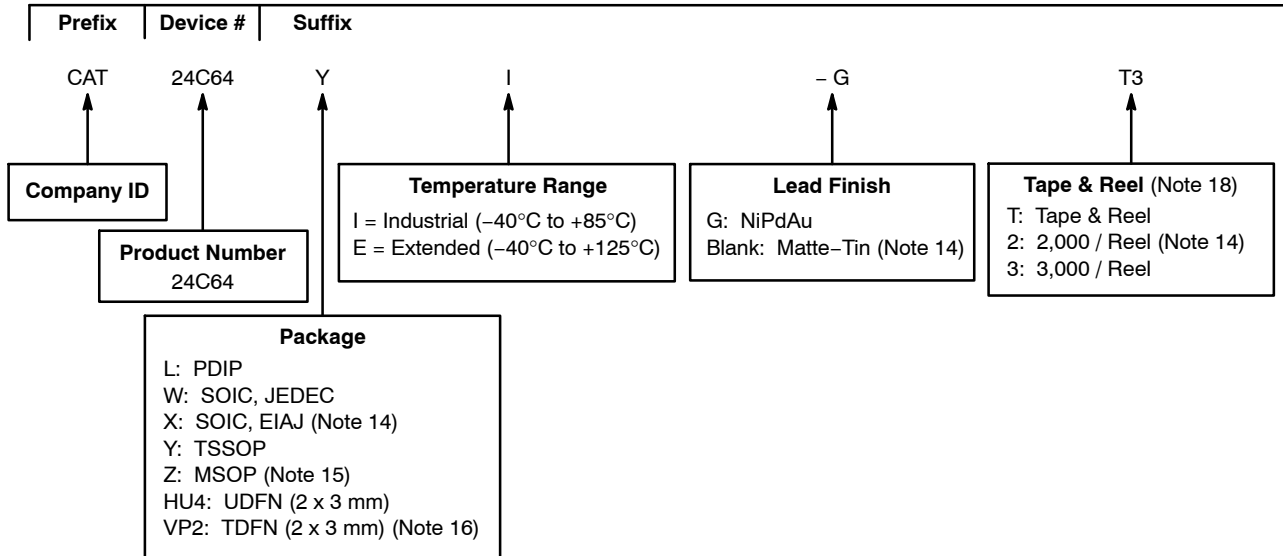 Prefix Device # Suffix
CAT 24C64 Y I – G T3
Company ID
Product Number
24C64
Package
L: PDIP
W: SOIC, JEDEC
X: SOIC, EIAJ (Note 14)
Y: TSSOP
Z: MSOP (Note 15)
HU4: UDFN (2 x 3 mm)
VP2: TDFN (2 x 3 mm) (Note 16)
Temperature Range
I = Industrial (−40°C to +85°C)
E = Extended (−40°C to +125°C)
Lead Finish
G: NiPdAu
Blank: Matte−Tin (Note 14)
Tape & Reel (Note 18)
T: Tape & Reel
2: 2,000 / Reel (Note 14)
3: 3,000 / Reel